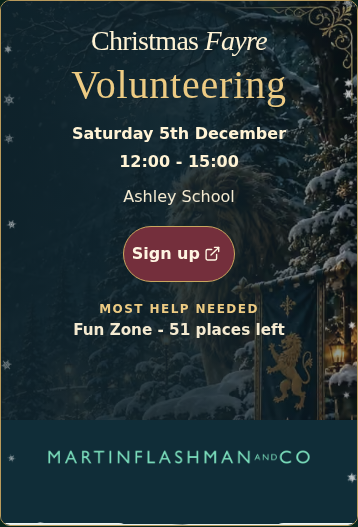 Christmas Fayre
Volunteering
Saturday 5th December
12:00 - 15:00
Ashley School
Sign up
MOST HELP NEEDED
Fun Zone - 51 places left
MARTINFLASHMANANDCO